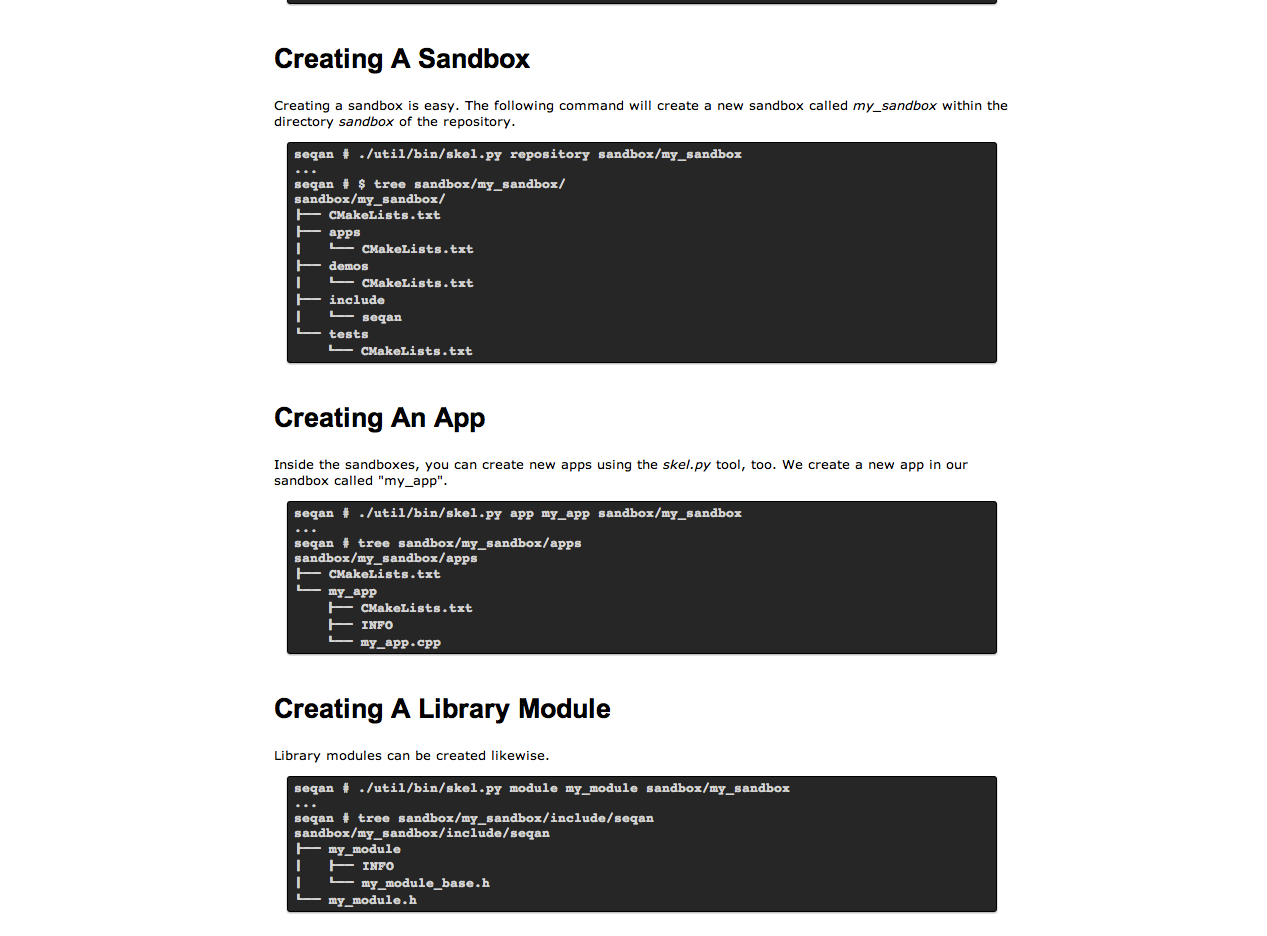 Creating A Sandbox
Creating a sandbox is easy. The following command will create a new sandbox called my_sandbox within the
directory sandbox of the repository.
seqan # ./util/bin/skel.py repository sandbox/my_sandbox
...
seqan # $ tree sandbox/my_sandbox/
sandbox/my_sandbox/
├── CMakeLists.txt
├── apps
│   └── CMakeLists.txt
├── demos
│   └── CMakeLists.txt
├── include
│   └── seqan
└── tests
    └── CMakeLists.txt
Creating An App
Inside the sandboxes, you can create new apps using the skel.py tool, too. We create a new app in our
sandbox called "my_app".
seqan # ./util/bin/skel.py app my_app sandbox/my_sandbox
...
seqan # tree sandbox/my_sandbox/apps
sandbox/my_sandbox/apps
├── CMakeLists.txt
└── my_app
    ├── CMakeLists.txt
    ├── INFO
    └── my_app.cpp
Creating A Library Module
Library modules can be created likewise.
seqan # ./util/bin/skel.py module my_module sandbox/my_sandbox
...
seqan # tree sandbox/my_sandbox/include/seqan
sandbox/my_sandbox/include/seqan
├── my_module
│   ├── INFO
│   └── my_module_base.h
└── my_module.h